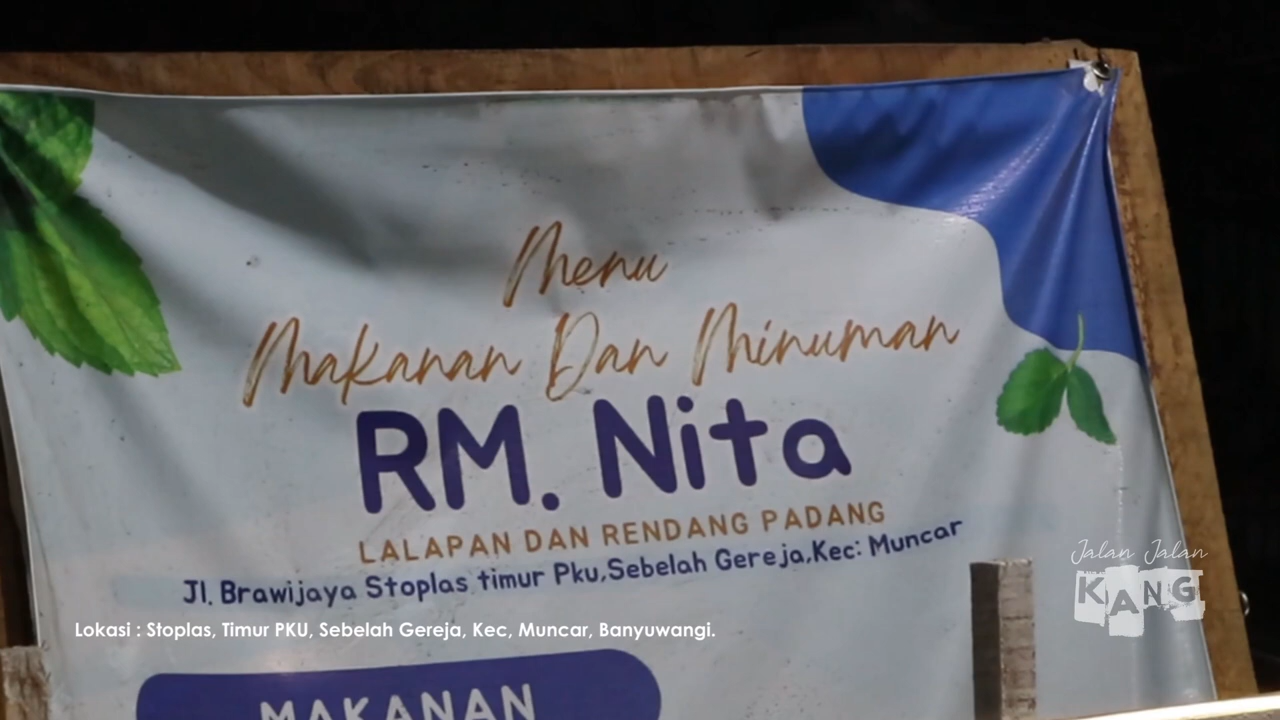 Menu
Makanan Dan Minuman
RM. Nita
LALAPAN DAN RENDANG PADANG
Jl. Brawijaya Stoplas timur Pku,Sebelah Gereja,Kec: Muncar
Jalan Jalan
KANG
Lokasi : Stoplas, Timur PKU, Sebelah Gereja, Kec, Muncar, Banyuwangi.
MAKANAN